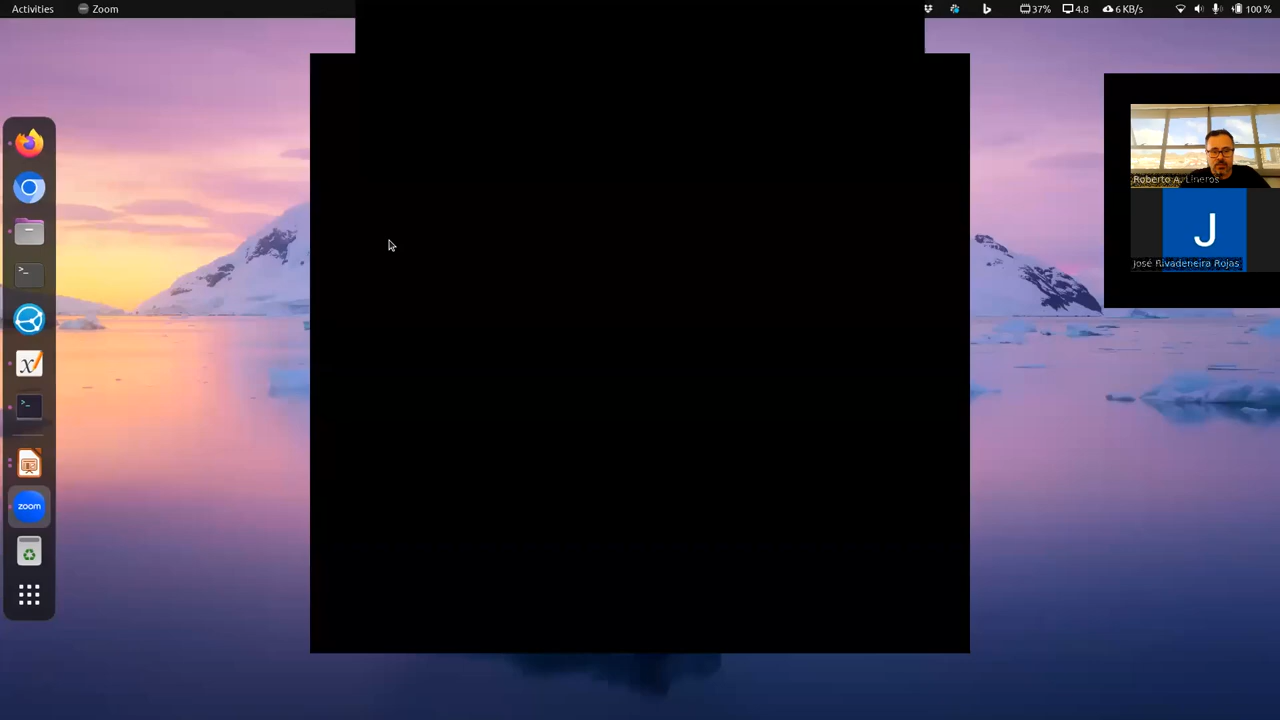 Activities
Zoom
37%
4.8
6 KB/s
100 %
Roberto A. Lineros
J
José Rivadeneira Rojas
>_
X
>_
zoom